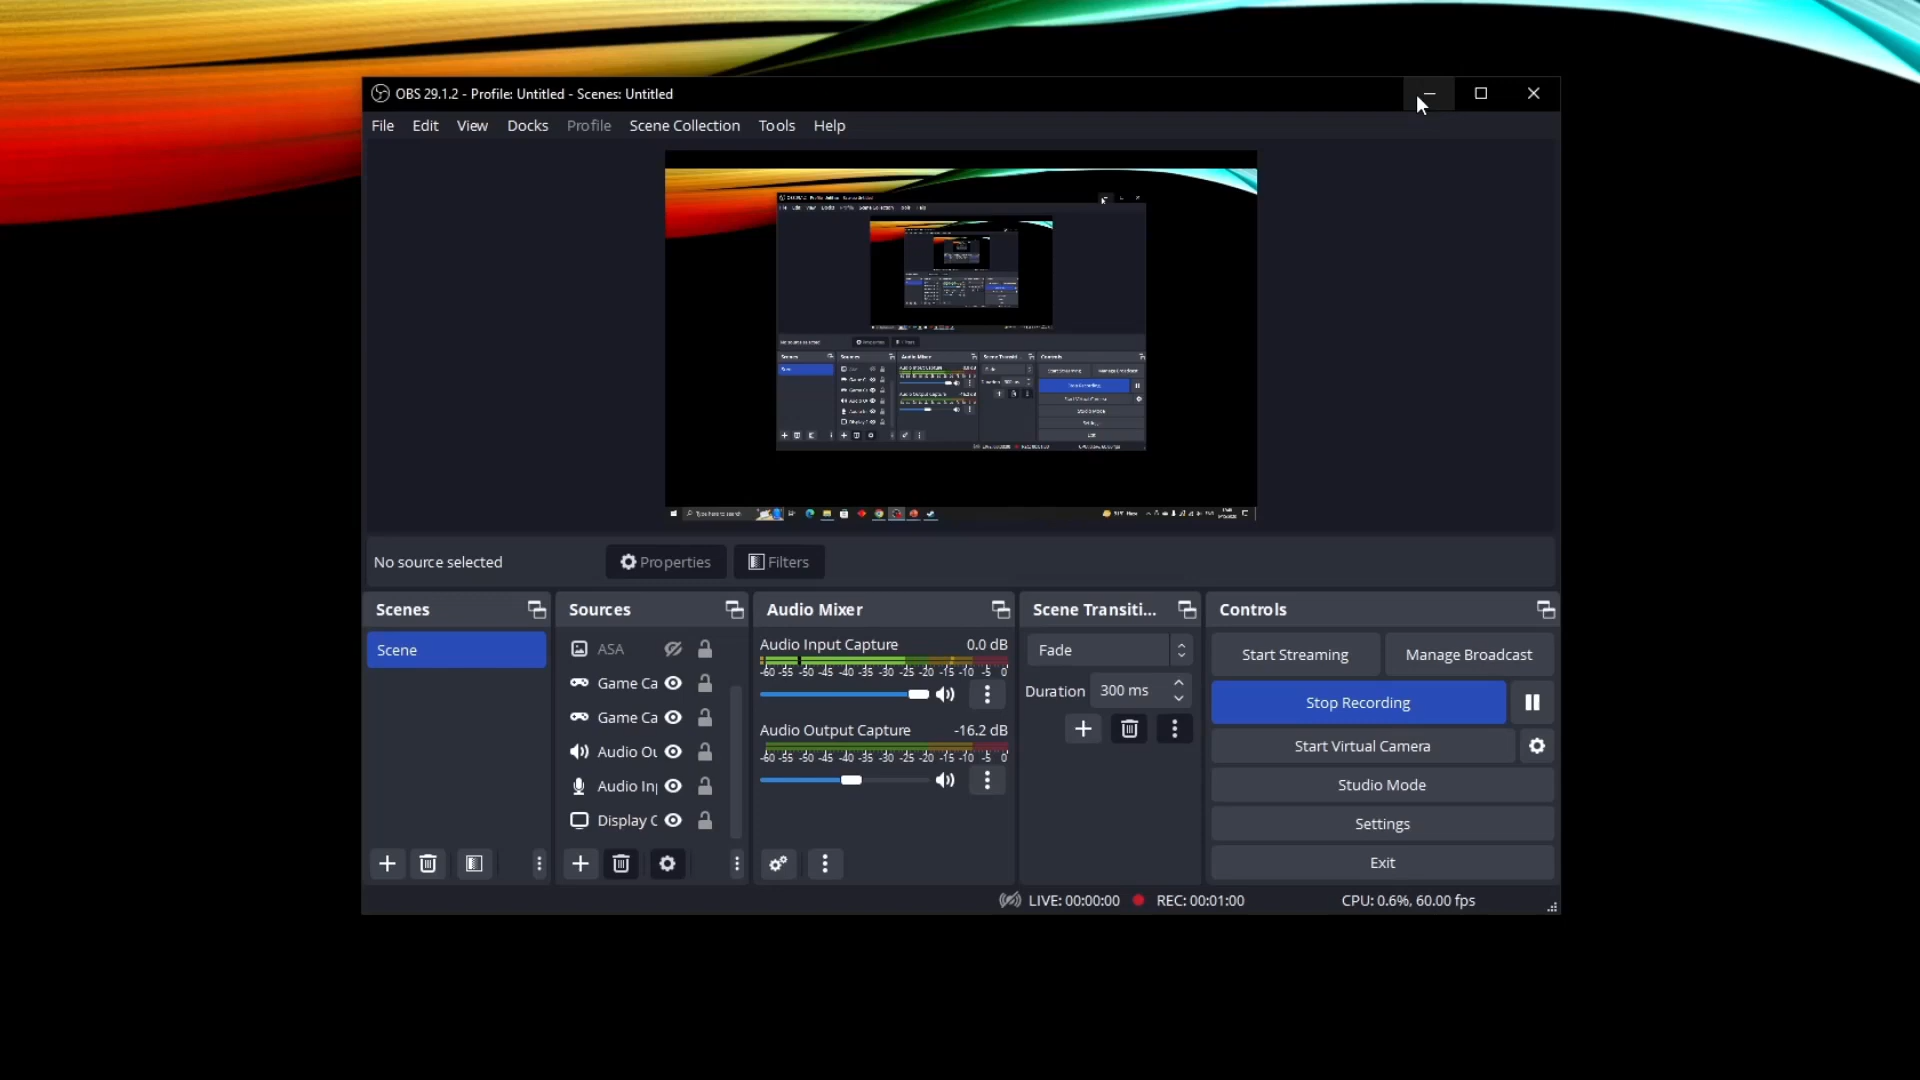 OBS 29.1.2 - Profile: Untitled - Scenes: Untitled
File Edit View Docks Profile Scene Collection Tools Help
No source selected Properties Filters
Scenes Sources Audio Mixer Scene Transiti... Controls
Scene
ASA
Game Ca
Game Ca
Audio Ou
Audio In
Display C
Audio Input Capture 0.0 dB
-60 -55 -50 -45 -40 -35 -30 -25 -20 -15 -10 -5 0
Audio Output Capture -16.2 dB
-60 -55 -50 -45 -40 -35 -30 -25 -20 -15 -10 -5 0
Fade
Duration 300 ms
Start Streaming Manage Broadcast
Stop Recording
Start Virtual Camera
Studio Mode
Settings
Exit
LIVE: 00:00:00 REC: 00:01:00 CPU: 0.6%, 60.00 fps